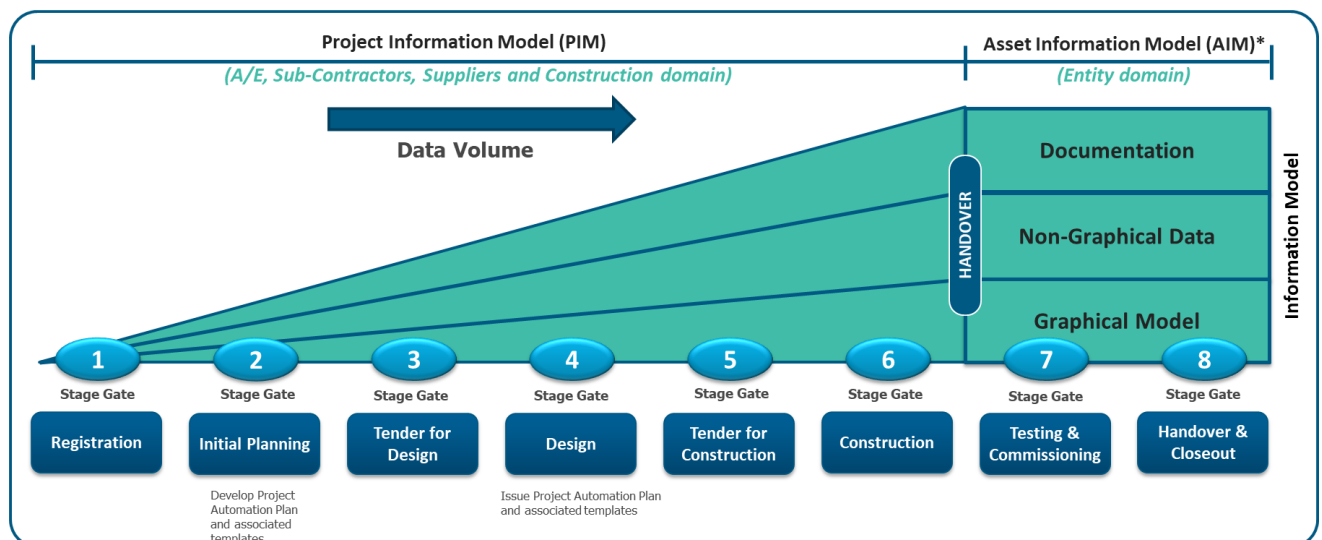 Project Information Model (PIM)
Asset Information Model (AIM)*
(A/E, Sub-Contractors, Suppliers and Construction domain)
(Entity domain)
Data Volume
Documentation
Non-Graphical Data
Graphical Model
HANDOVER
Information Model
1
2
3
4
5
6
7
8
Stage Gate
Stage Gate
Stage Gate
Stage Gate
Stage Gate
Stage Gate
Stage Gate
Stage Gate
Registration
Initial Planning
Tender for
Design
Design
Tender for
Construction
Construction
Testing &
Commissioning
Handover &
Closeout
Develop Project
Automation Plan
and associated
templates
Issue Project Automation Plan
and associated templates